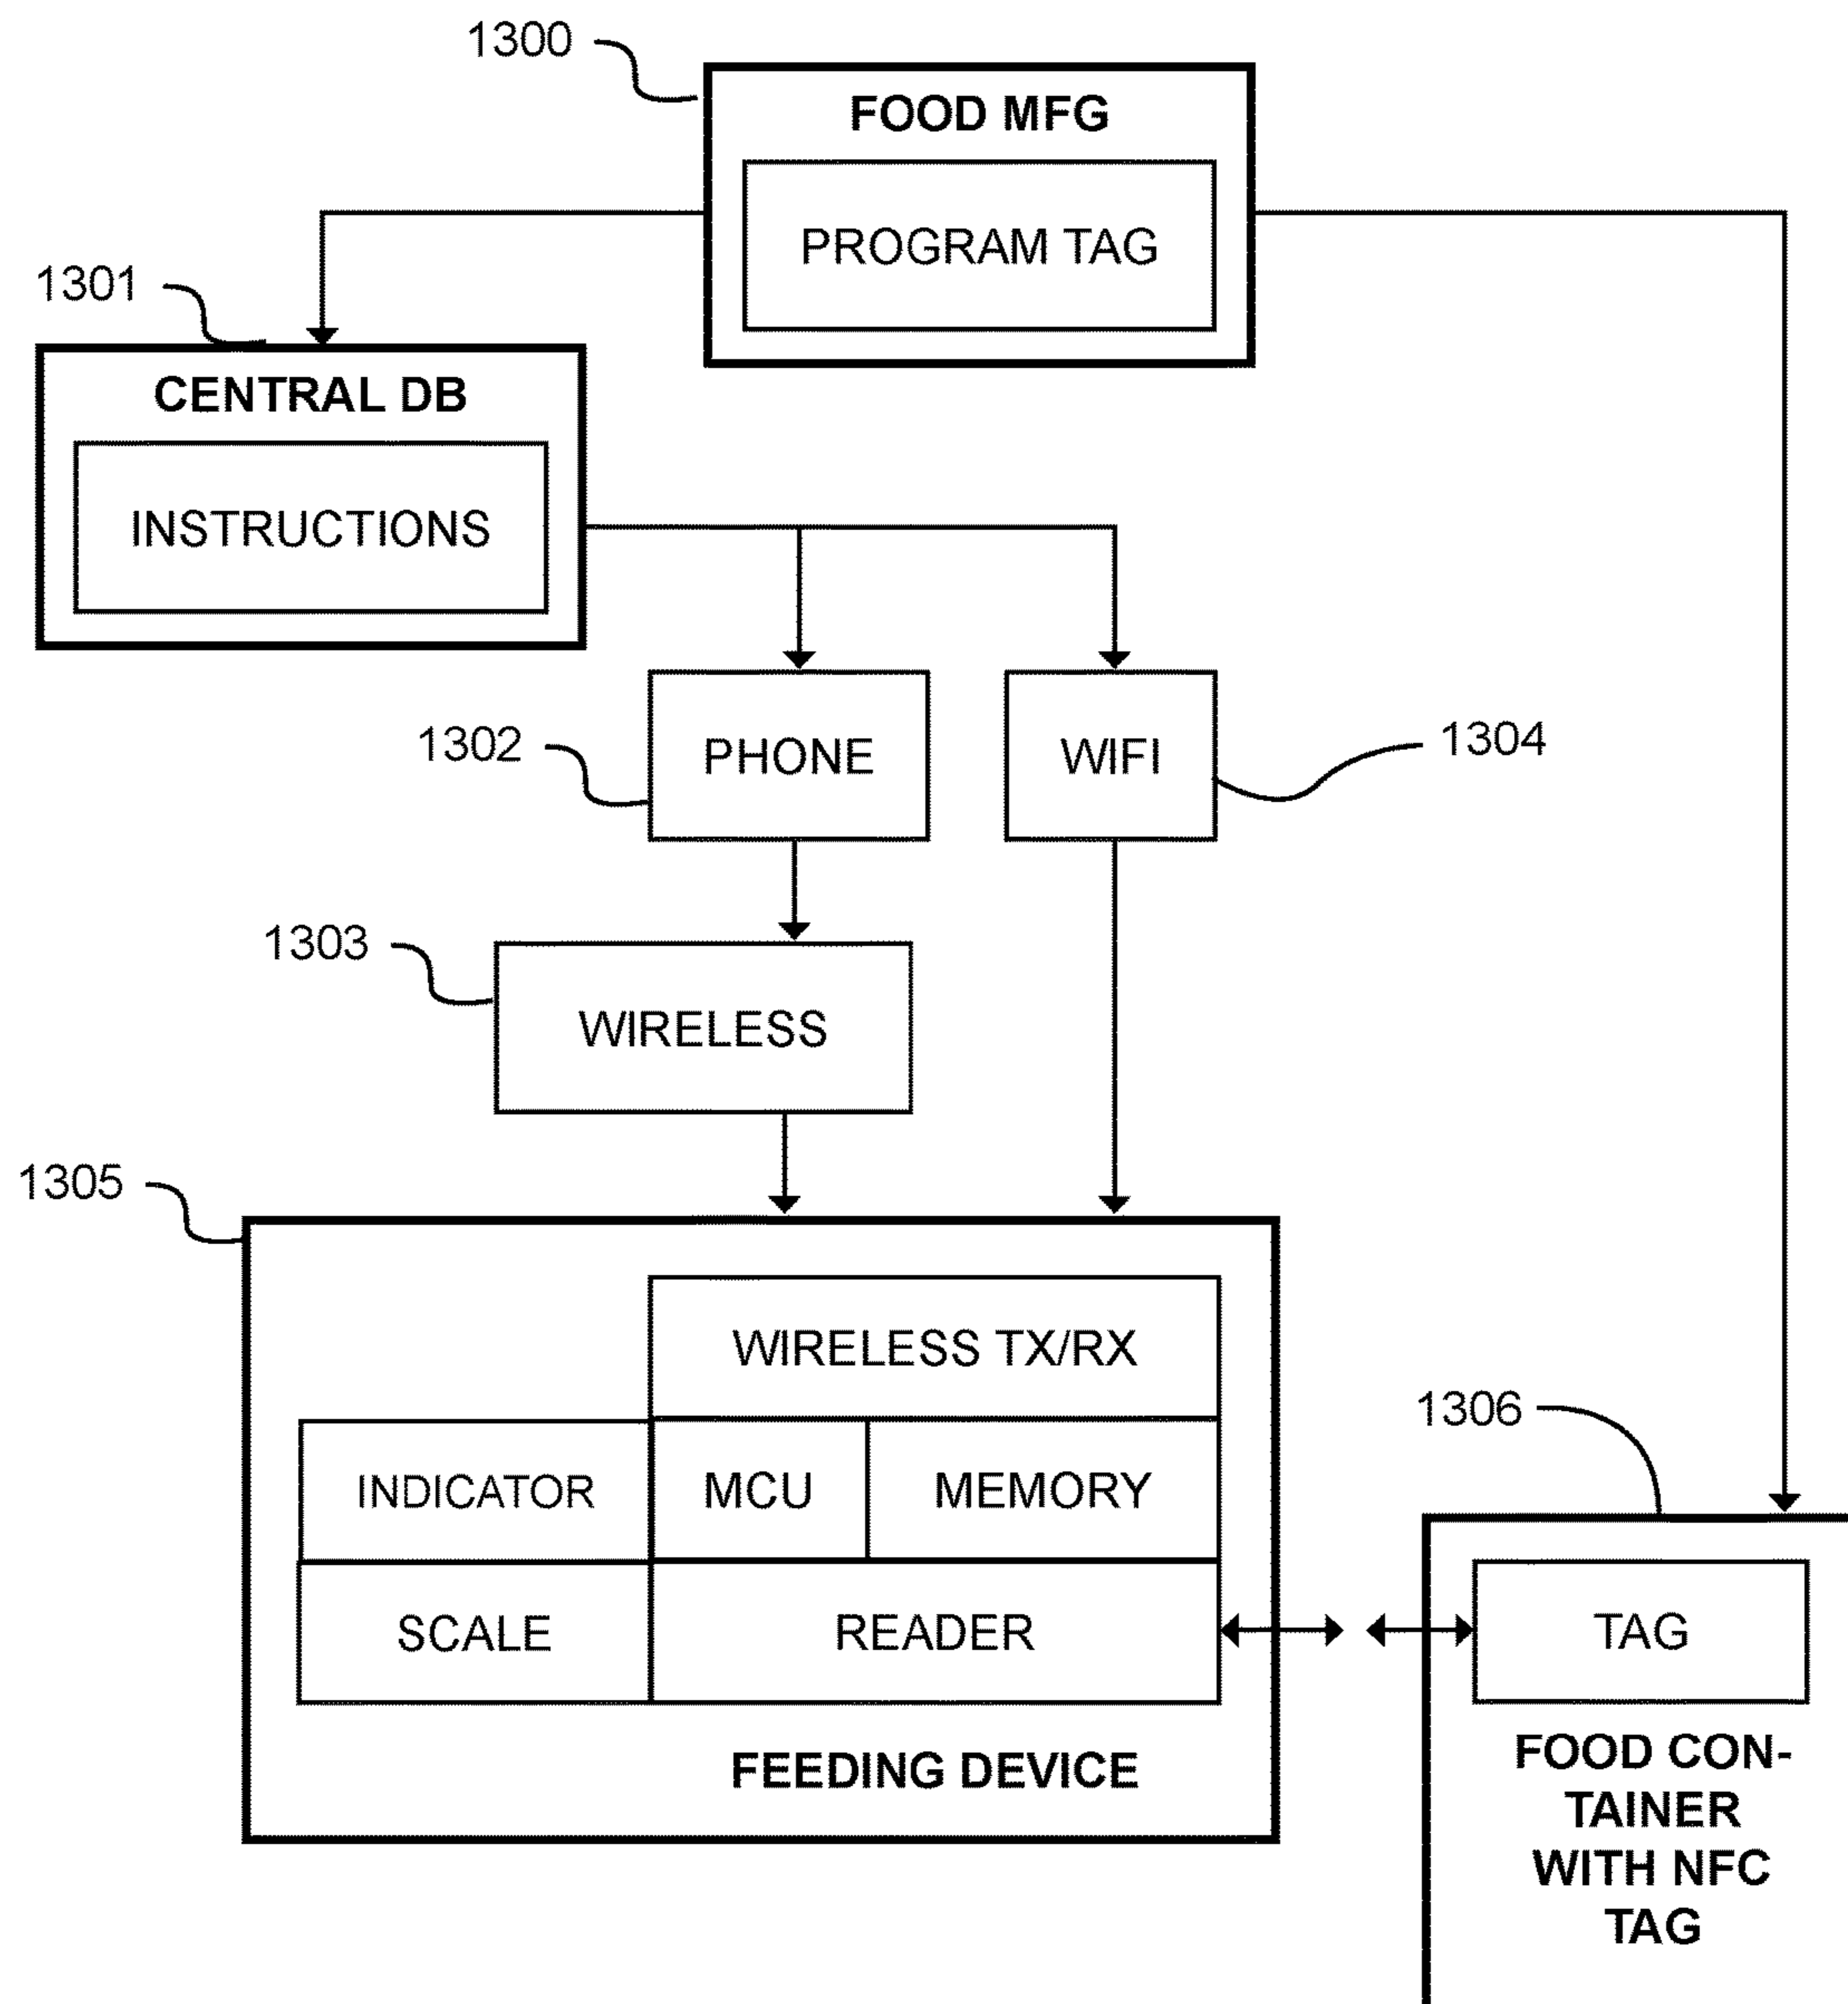 1300
FOOD MFG
PROGRAM TAG
1301
CENTRAL DB
INSTRUCTIONS
1302
PHONE
WIFI
1304
1303
WIRELESS
1305
WIRELESS TX/RX
1306
INDICATOR
MCU
MEMORY
SCALE
READER
TAG
FEEDING DEVICE
FOOD CON-
TAINER
WITH NFC
TAG